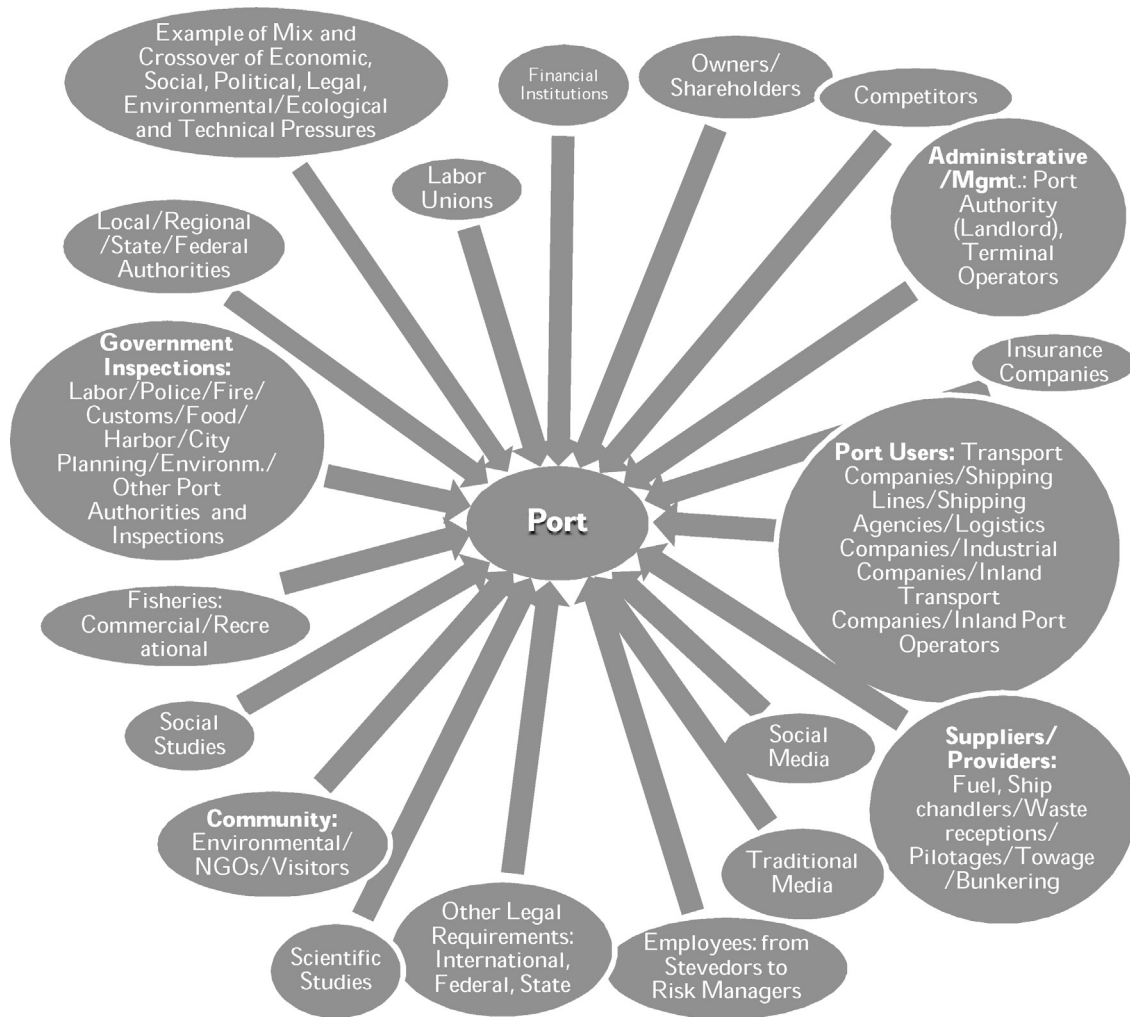 Example of Mix and
Crossover of Economic,
Social, Political, Legal,
Environmental/Ecological
and Technical Pressures
Financial
Institutions
Owners/
Shareholders
Competitors
Administrative
/Mgmt.: Port
Authority
(Landlord),
Terminal
Operators
Labor
Unions
Local/Regional
/State/Federal
Authorities
Government
Inspections:
Labor/Police/Fire/
Customs/Food/
Harbor/City
Planning/Environm./
Other Port
Authorities and
Inspections
Insurance
Companies
Port Users: Transport
Companies/Shipping
Lines/Shipping
Agencies/Logistics
Companies/Industrial
Companies/Inland
Transport
Companies/Inland Port
Operators
Port
Fisheries:
Commercial/Recre
ational
Social
Studies
Social
Media
Suppliers/
Providers:
Fuel, Ship
chandlers/Waste
receptions/
Pilotages/Towage
/Bunkering
Community:
Environmental/
NGOs/Visitors
Traditional
Media
Scientific
Studies
Other Legal
Requirements:
International,
Federal, State
Employees: from
Stevedors to
Risk Managers